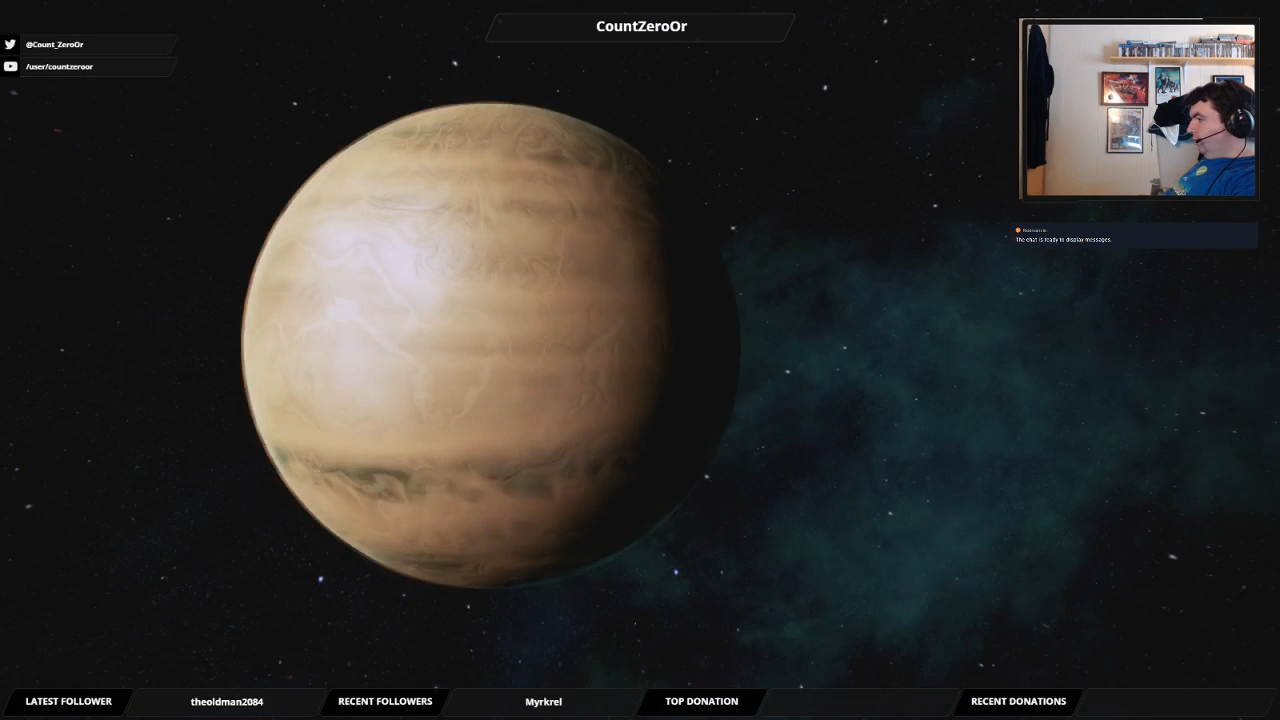 CountZeroOr
@Count_ZeroOr
/user/countzeroor
The chat is ready to display messages.
LATEST FOLLOWER
theoldman2084
RECENT FOLLOWERS
Myrkrel
TOP DONATION
RECENT DONATIONS